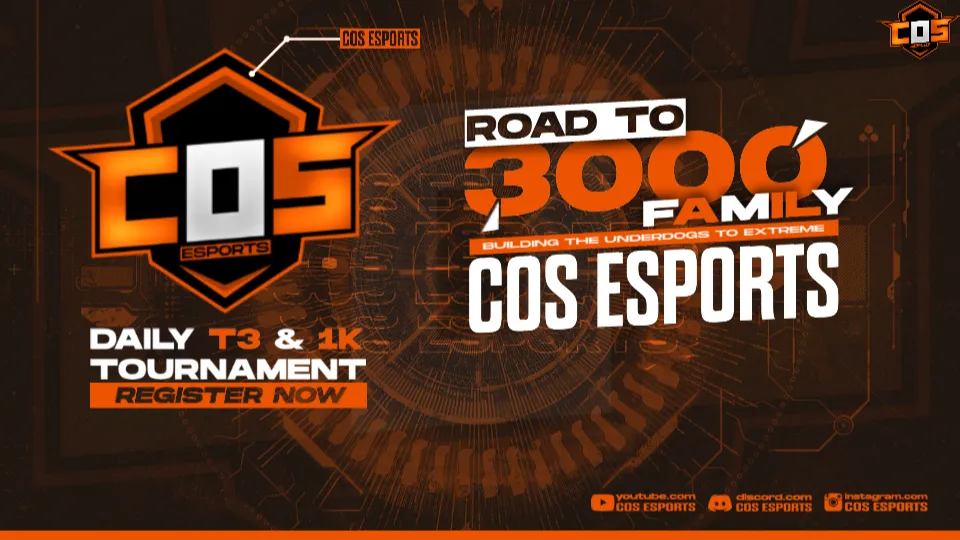 COS ESPORTS
COS
COS
ESPORTS
ROAD TO
3000
FAMILY
BUILDING THE UNDERDOGS TO EXTREME
COS ESPORTS
DAILY T3 & 1K
TOURNAMENT
REGISTER NOW
youtube.com
COS ESPORTS
discord.com
COS ESPORTS
instagram.com
COS ESPORTS